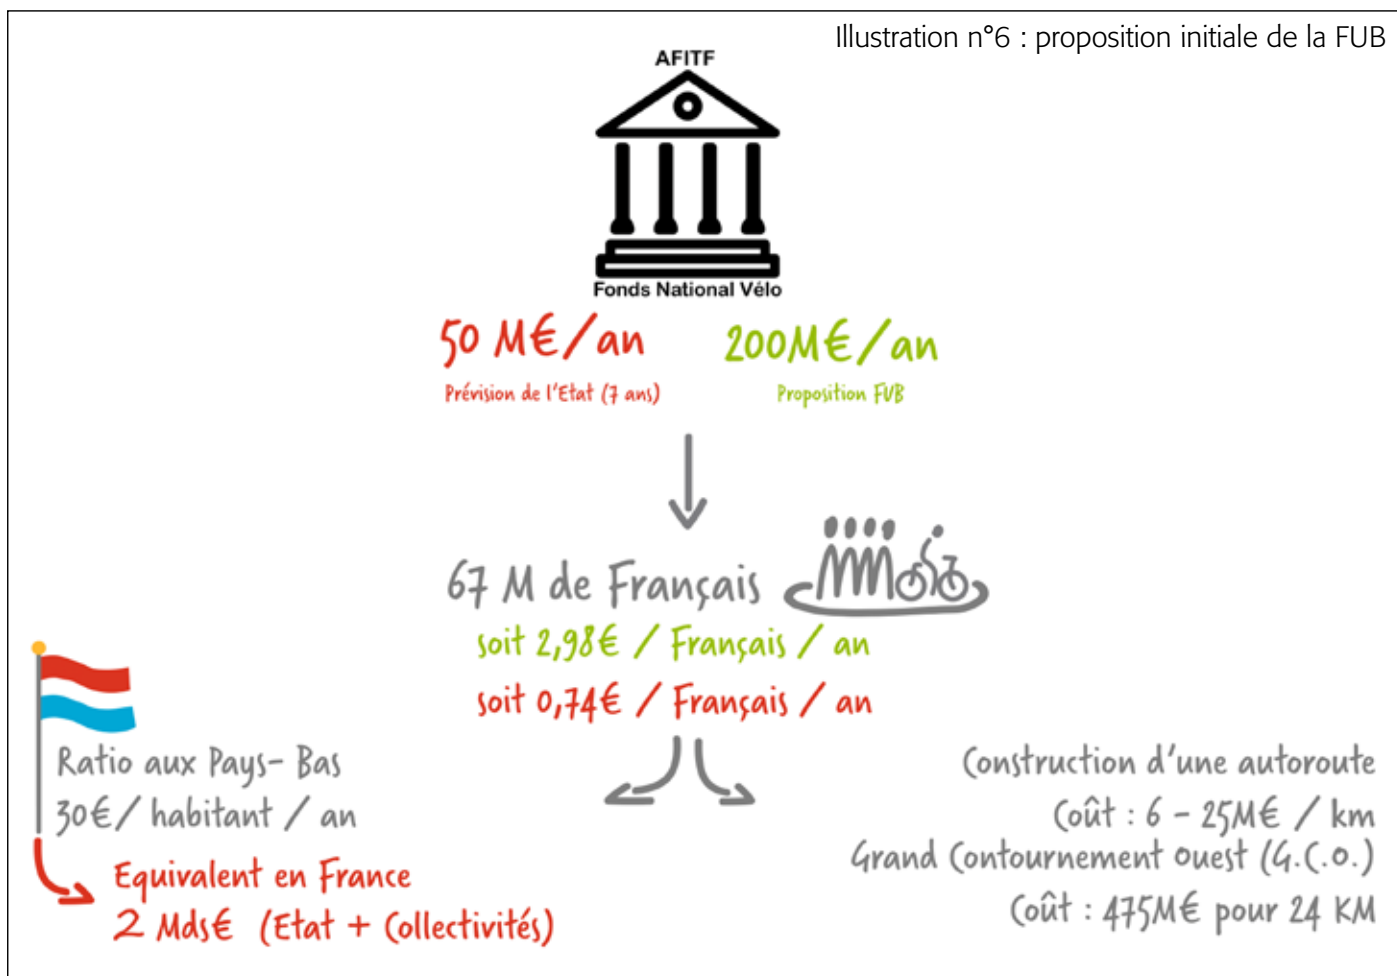 Illustration n°6 : proposition initiale de la FUB
AFITF
Fonds National Vélo
50 M€/an
Prévision de l'Etat (7 ans)
200M€/an
Proposition FUB
67 M de Français
soit 2,98€ / Français / an
soit 0,74€ / Français / an
Ratio aux Pays-Bas
30€/ habitant / an
Equivalent en France
2 Mds€ (Etat + Collectivités)
Construction d'une autoroute
Coût : 6 - 25M€ / km
Grand Contournement Ouest (G.C.O.)
Coût : 475M€ pour 24 KM